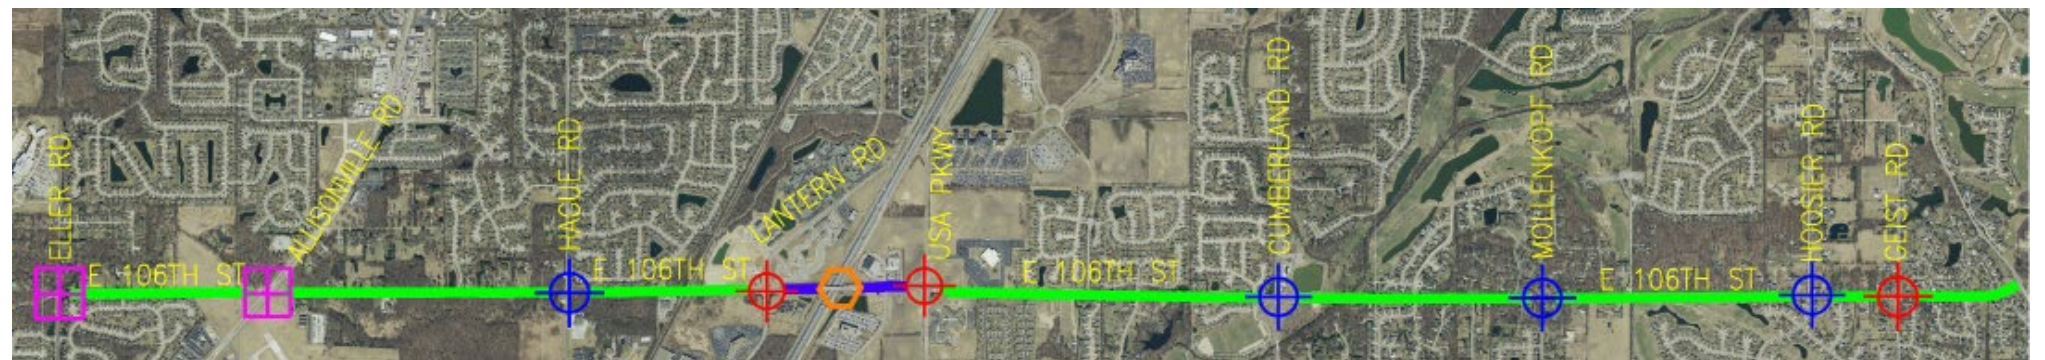 ELLER RD
E 106TH ST
ALLISONVILLE RD
HAGUE RD
E 106TH ST
LANTERN RD
USA PKWY
E 106TH ST
CUMBERLAND RD
MOLLENKOPF RD
E 106TH ST
HOOSIER RD
GEIST RD